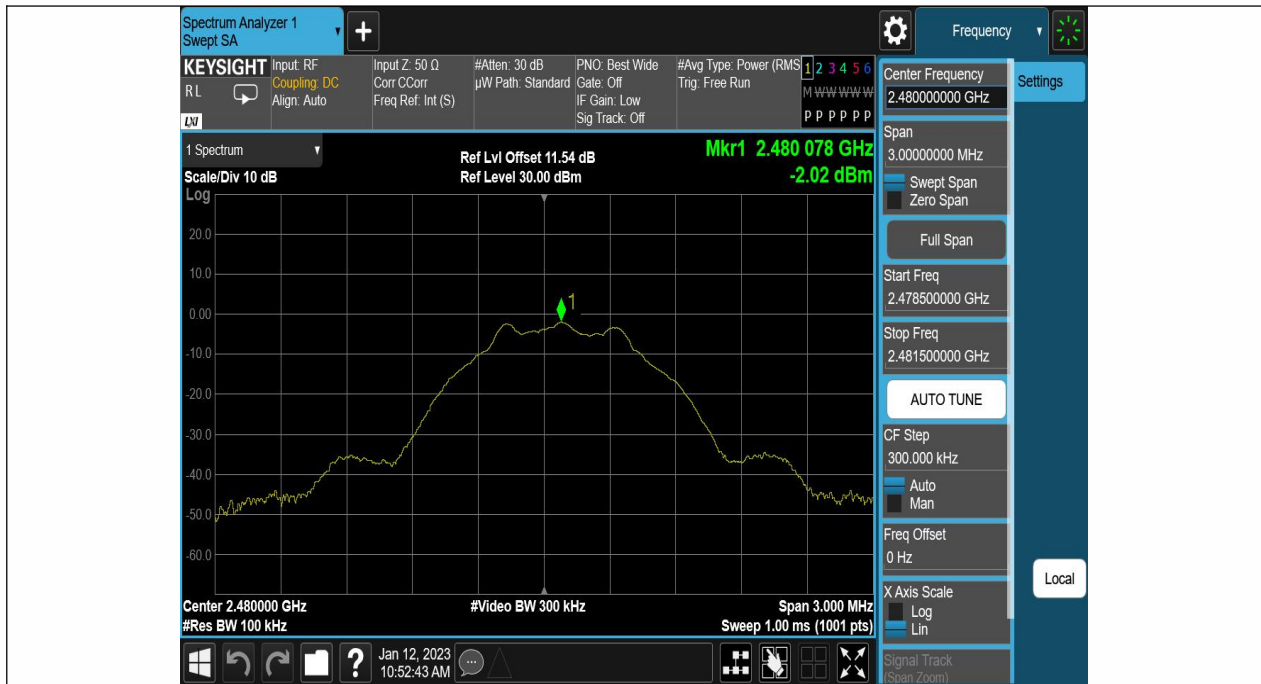 Spectrum Analyzer 1
Swept SA
+
Frequency
KEYSIGHT
R L
LXI
Input: RF
Coupling: DC
Align: Auto
Input Z: 50 Ω
Corr CCorr
Freq Ref: Int (S)
#Atten: 30 dB
µW Path: Standard
PNO: Best Wide
Gate: Off
IF Gain: Low
Sig Track: Off
#Avg Type: Power (RMS
Trig: Free Run
1 2 3 4 5 6
M W W W W W
P P P P P P
1 Spectrum
Scale/Div 10 dB
Ref Lvl Offset 11.54 dB
Ref Level 30.00 dBm
Mkr1 2.480 078 GHz
-2.02 dBm
Log
20.0
10.0
0.00
-10.0
-20.0
-30.0
-40.0
-50.0
-60.0
1
Center 2.480000 GHz
#Res BW 100 kHz
#Video BW 300 kHz
Span 3.000 MHz
Sweep 1.00 ms (1001 pts)
Center Frequency
2.480000000 GHz
Settings
Span
3.00000000 MHz
Swept Span
Zero Span
Full Span
Start Freq
2.478500000 GHz
Stop Freq
2.481500000 GHz
AUTO TUNE
CF Step
300.000 kHz
Auto
Man
Freq Offset
0 Hz
Local
X Axis Scale
Log
Lin
Signal Track
(Span Zoom)
?
Jan 12, 2023
10:52:43 AM